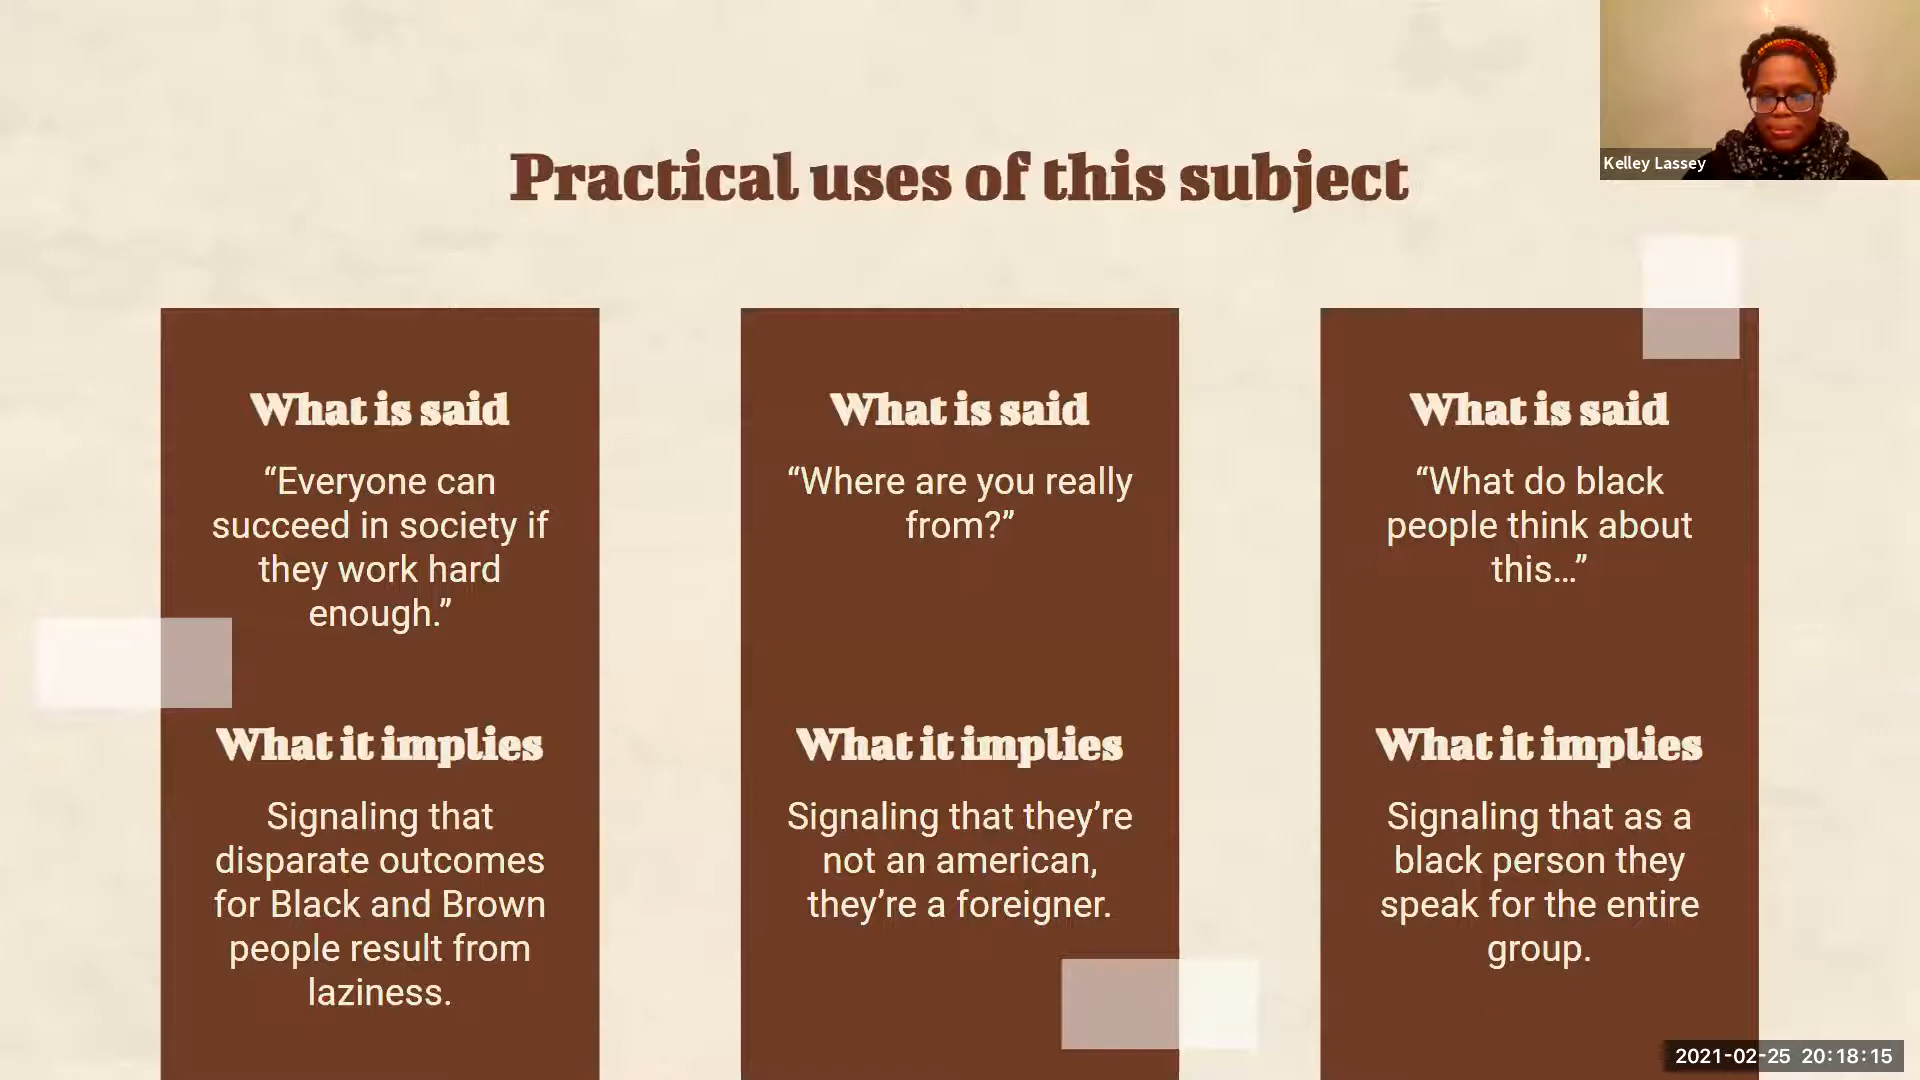 Practical uses of this subject
Kelley Lassey
What is said
“Everyone can
succeed in society if
they work hard
enough.”
What it implies
Signaling that
disparate outcomes
for Black and Brown
people result from
laziness.
What is said
“Where are you really
from?”
What it implies
Signaling that they’re
not an american,
they’re a foreigner.
What is said
“What do black
people think about
this...”
What it implies
Signaling that as a
black person they
speak for the entire
group.
2021-02-25 20:18:15